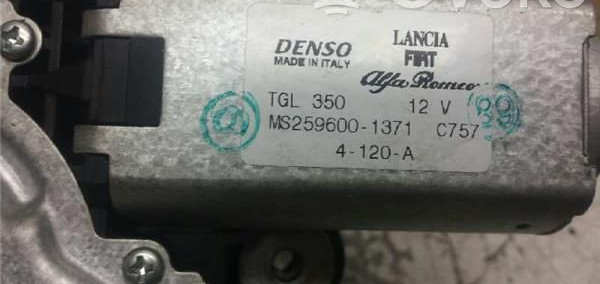 DENSO
MADE IN ITALY
LANCIA
FIAT
Alfa Romeo
TGL 350 12 V
MS259600-1371 C757
4-120-A